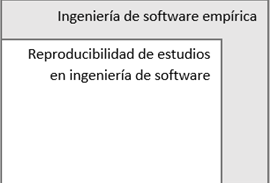 Ingeniería de software empírica
Reproducibilidad de estudios
en ingeniería de software